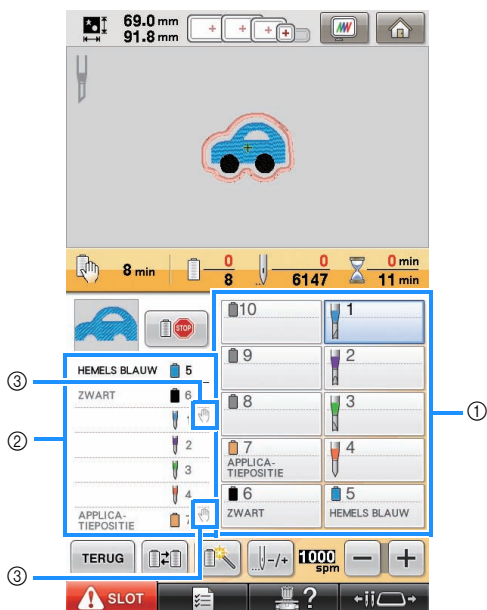 69.0 mm
91.8 mm
8 min
0
8
0
6147
0 min
11 min
STOP
10
1
9
2
8
3
7
APPLICA-
TIEPOSITIE
4
6
ZWART
5
HEMELS BLAUW
①
HEMELS BLAUW 5
ZWART 6
1
2
3
4
APPLICA-
TIEPOSITIE 7
③
②
③
TERUG
-/+
1000
spm
− +
SLOT
?